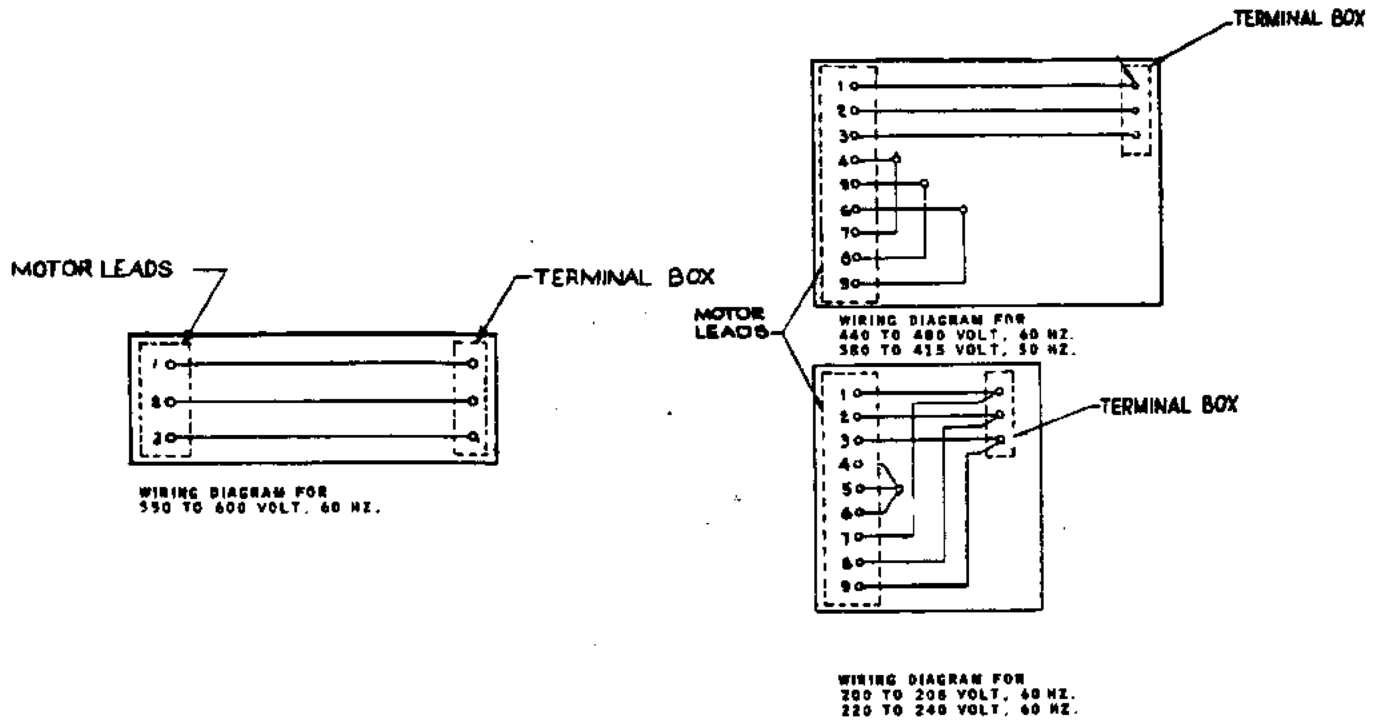 TERMINAL BOX
1
2
3
4
5
6
7
8
9
MOTOR LEADS
TERMINAL BOX
1
2
3
WIRING DIAGRAM FOR
550 TO 600 VOLT, 60 HZ.
MOTOR
LEADS
WIRING DIAGRAM FOR
440 TO 480 VOLT, 60 HZ.
380 TO 415 VOLT, 50 HZ.
1
2
3
4
5
6
7
8
9
TERMINAL BOX
WIRING DIAGRAM FOR
200 TO 208 VOLT, 60 HZ.
220 TO 240 VOLT, 60 HZ.